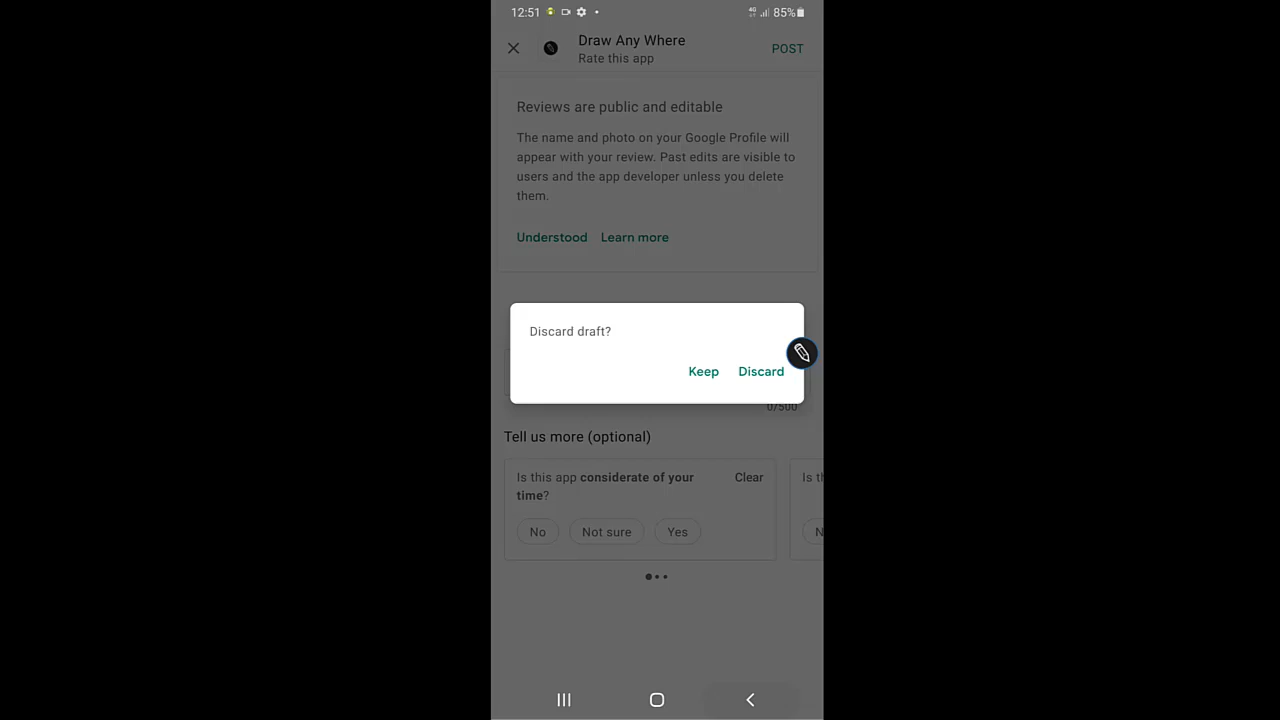 12:51
4G
85%
Draw Any Where
Rate this app
POST
Reviews are public and editable
The name and photo on your Google Profile will
appear with your review. Past edits are visible to
users and the app developer unless you delete
them.
Understood Learn more
Discard draft?
Keep Discard
0/500
Tell us more (optional)
Is this app considerate of your
time?
Clear
No Not sure Yes
Is th
N